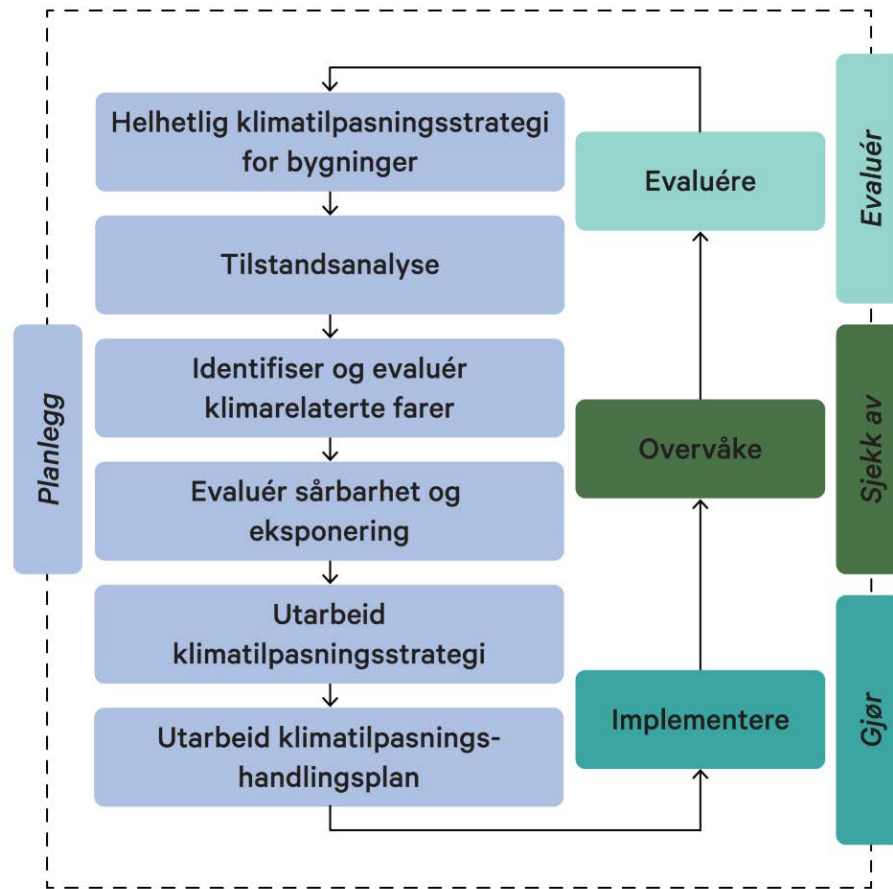 Planlegg
Helhetlig klimatilpasningsstrategi
for bygninger
Tilstandsanalyse
Identifiser og evaluér
klimarelaterte farer
Evaluér sårbarhet og
eksponering
Utarbeid
klimatilpasningsstrategi
Utarbeid klimatilpasnings-
handlingsplan
Implementere
Overvåke
Evaluére
Evaluér
Sjekk av
Gjør